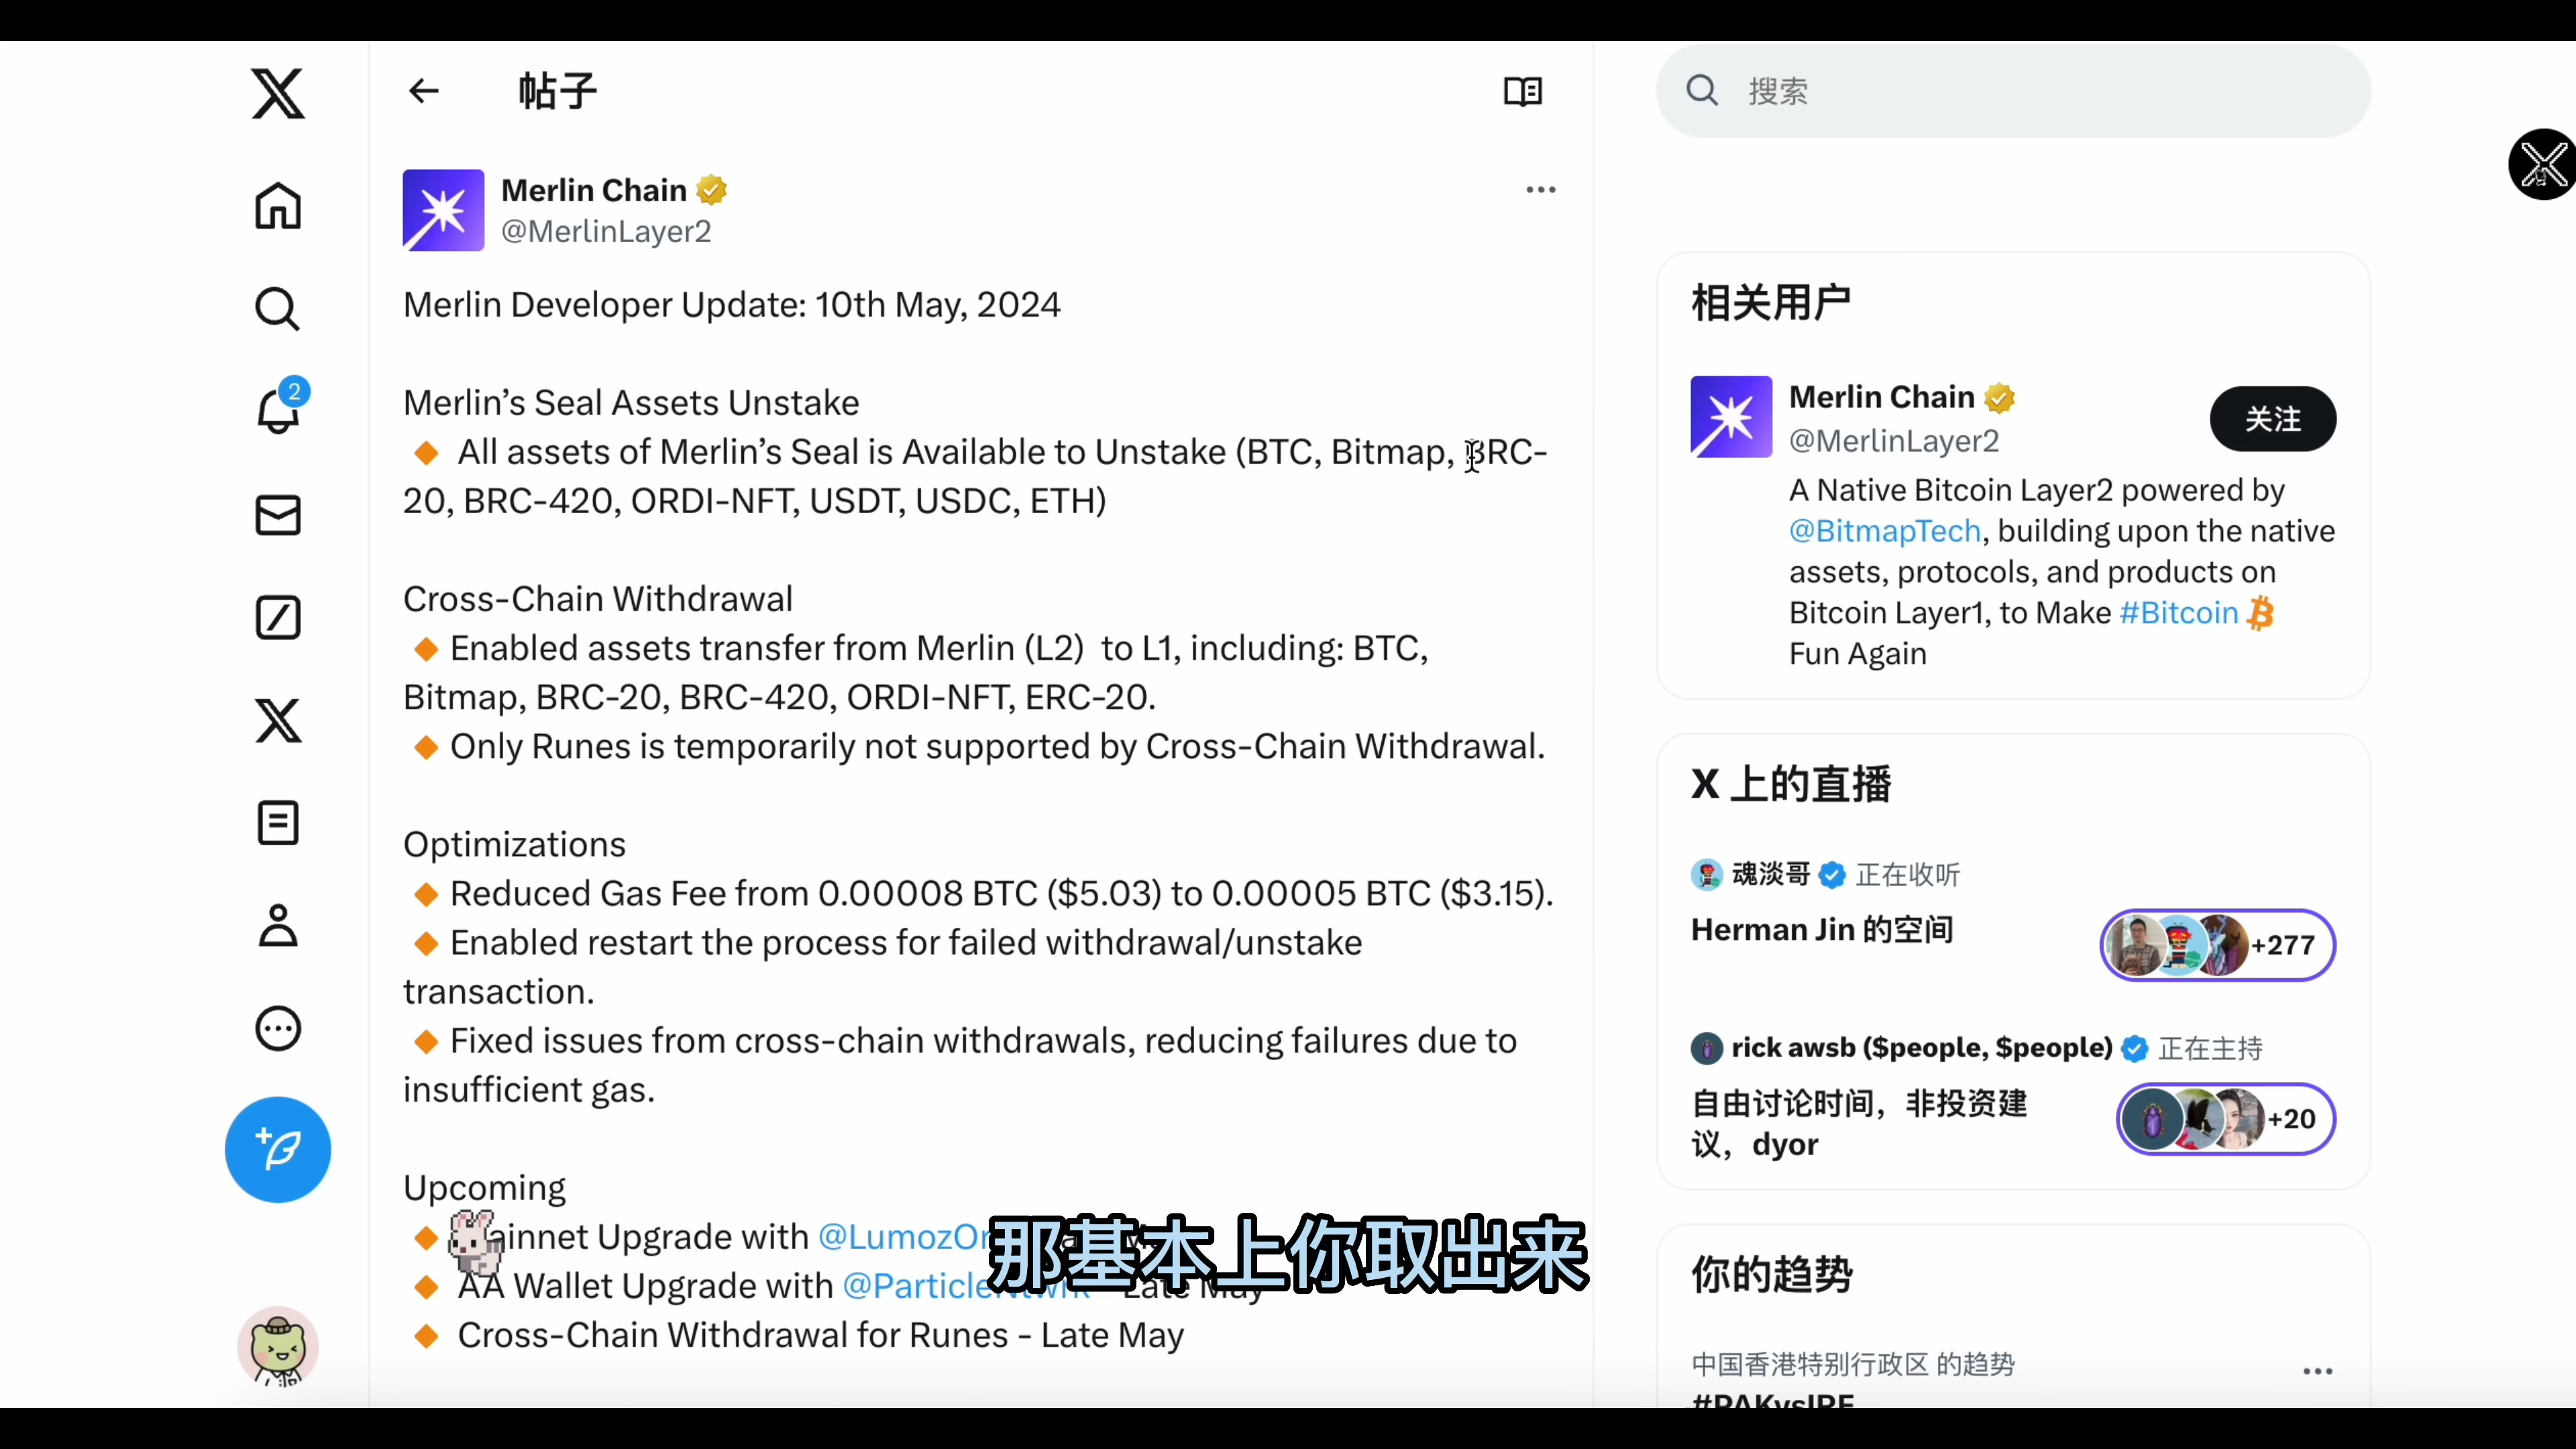 帖子
Merlin Chain
@MerlinLayer2
Merlin Developer Update: 10th May, 2024
Merlin’s Seal Assets Unstake
All assets of Merlin’s Seal is Available to Unstake (BTC, Bitmap, BRC-
20, BRC-420, ORDI-NFT, USDT, USDC, ETH)
Cross-Chain Withdrawal
Enabled assets transfer from Merlin (L2) to L1, including: BTC,
Bitmap, BRC-20, BRC-420, ORDI-NFT, ERC-20.
Only Runes is temporarily not supported by Cross-Chain Withdrawal.
Optimizations
Reduced Gas Fee from 0.00008 BTC ($5.03) to 0.00005 BTC ($3.15).
Enabled restart the process for failed withdrawal/unstake
transaction.
Fixed issues from cross-chain withdrawals, reducing failures due to
insufficient gas.
Upcoming
Upgrade with
AA Wallet Upgrade with Late May
Cross-Chain Withdrawal for Runes - Late May
那基本上你取出来
2
搜索
相关用户
Merlin Chain
@MerlinLayer2
关注
A Native Bitcoin Layer2 powered by
@BitmapTech, building upon the native
assets, protocols, and products on
Bitcoin Layer1, to Make #Bitcoin
Fun Again
X 上的直播
魂淡哥 正在收听
Herman Jin 的空间
+277
rick awsb ($people, $people) 正在主持
自由讨论时间，非投资建
议，dyor
+20
你的趋势
中国香港特别行政区 的趋势
#PAKvsIRE